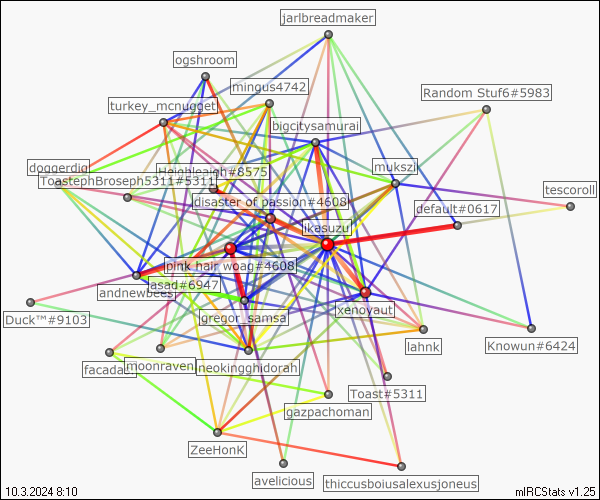 jarlbreadmaker
ogshroom
mingus4742
Random Stuf6#5983
turkey_mcnugget
bigcitysamurai
mukszi
doggerdig
Heighleaigh#8575
ToastephBroseph5311#5311
tescoroll
disaster of passion#4608
default#0617
ikasuzu
pink hair woag#4608
asad#6947
andnewbees
jgregor_samsa
xenoyaut
Duck™#9103
lahnk
Knowun#6424
facadas
moonraven
neokingghidorah
Toast#5311
gazpachoman
ZeeHonK
avelicious
thiccusboiusalexusjoneus
10.3.2024 8:10
mIRCStats v1.25